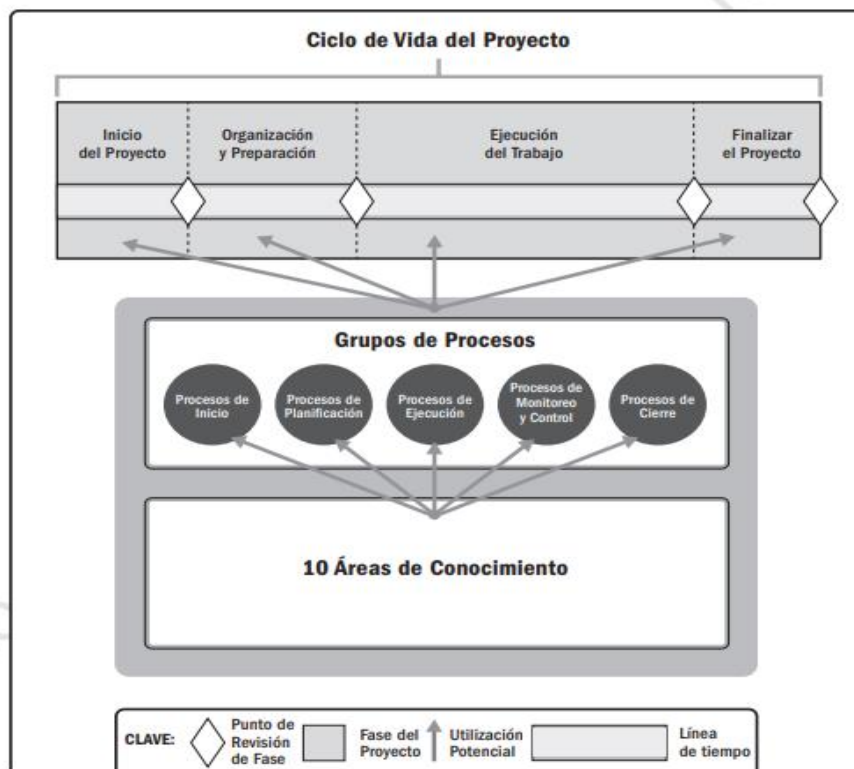 Ciclo de Vida del Proyecto
Inicio
del Proyecto
Organización
y Preparación
Ejecución
del Trabajo
Finalizar
el Proyecto
Grupos de Procesos
Procesos de
Inicio
Procesos de
Planificación
Procesos de
Ejecución
Procesos de
Monitoreo
y Control
Procesos de
Cierre
10 Áreas de Conocimiento
CLAVE:
Punto de
Revisión
de Fase
Fase del
Proyecto
Utilización
Potencial
Línea
de tiempo